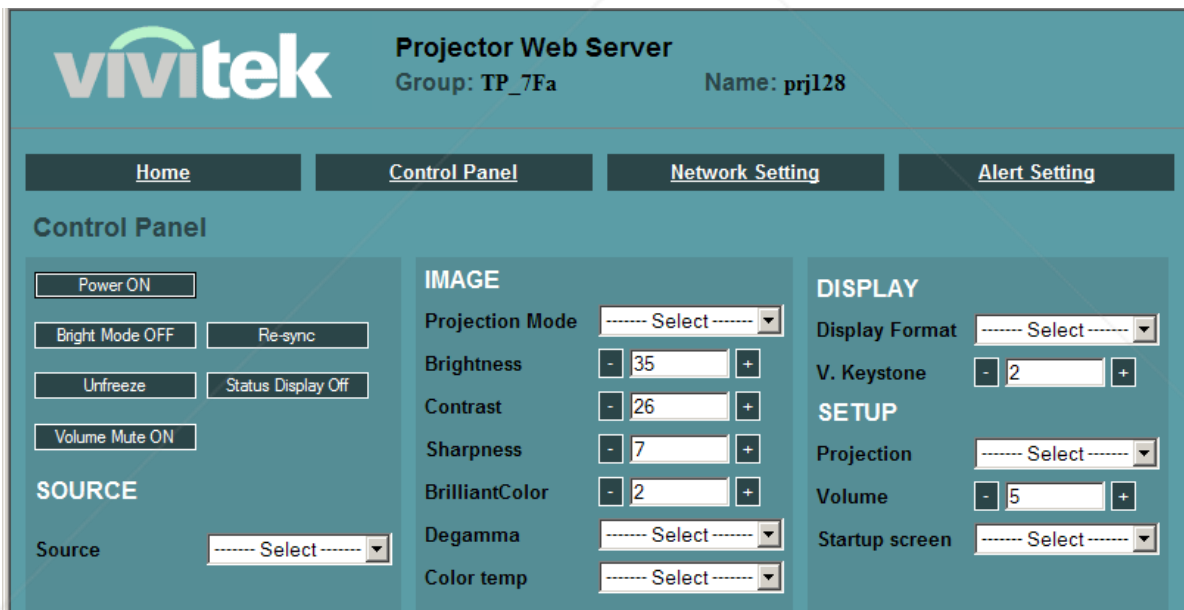 vivitek
Projector Web Server
Group: TP_7Fa Name: prj128
Home Control Panel Network Setting Alert Setting
Control Panel
Power ON
Bright Mode OFF Re-sync
Unfreeze Status Display Off
Volume Mute ON
SOURCE
Source ------- Select -------
IMAGE
Projection Mode ------- Select -------
Brightness - 35 +
Contrast - 26 +
Sharpness - 7 +
BrilliantColor - 2 +
Degamma ------- Select -------
Color temp ------- Select -------
DISPLAY
Display Format ------- Select -------
V. Keystone - 2 +
SETUP
Projection ------- Select -------
Volume - 5 +
Startup screen ------- Select -------